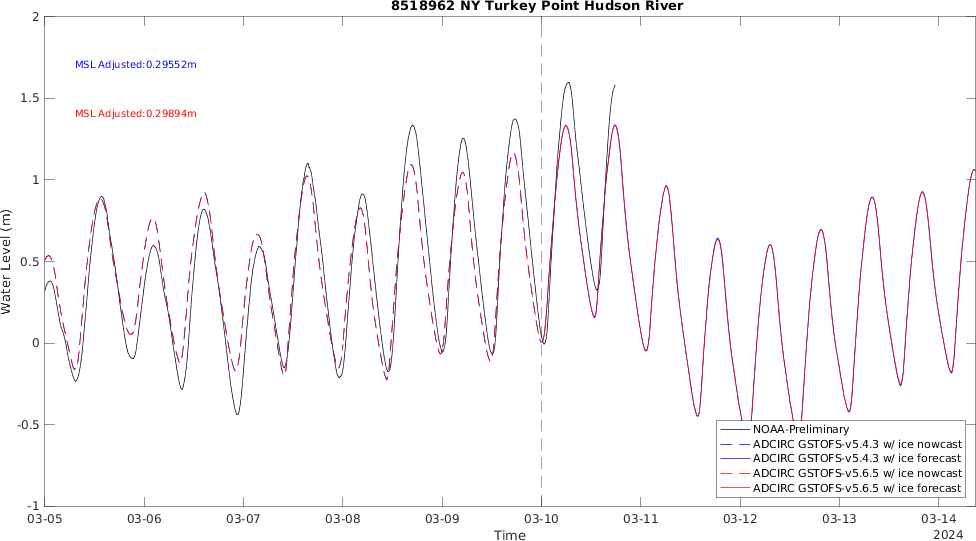 8518962 NY Turkey Point Hudson River
MSL Adjusted:0.29552m
MSL Adjusted:0.29894m
Water Level (m)
2
1.5
1
0.5
0
-0.5
-1
NOAA-Preliminary
ADCIRC GSTOFS-v5.4.3 w/ ice nowcast
ADCIRC GSTOFS-v5.4.3 w/ ice forecast
ADCIRC GSTOFS-v5.6.5 w/ ice nowcast
ADCIRC GSTOFS-v5.6.5 w/ ice forecast
03-05 03-06 03-07 03-08 03-09 03-10 03-11 03-12 03-13 03-14
2024
Time